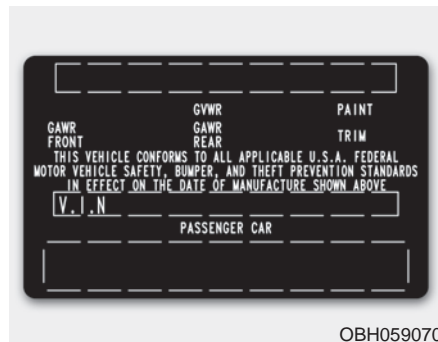 GVWR PAINT
GAWR GAWR
FRONT REAR TRIM
THIS VEHICLE CONFORMS TO ALL APPLICABLE U.S.A. FEDERAL
MOTOR VEHICLE SAFETY, BUMPER, AND THEFT PREVENTION STANDARDS
IN EFFECT ON THE DATE OF MANUFACTURE SHOWN ABOVE
V.I.N
PASSENGER CAR
OBH059070